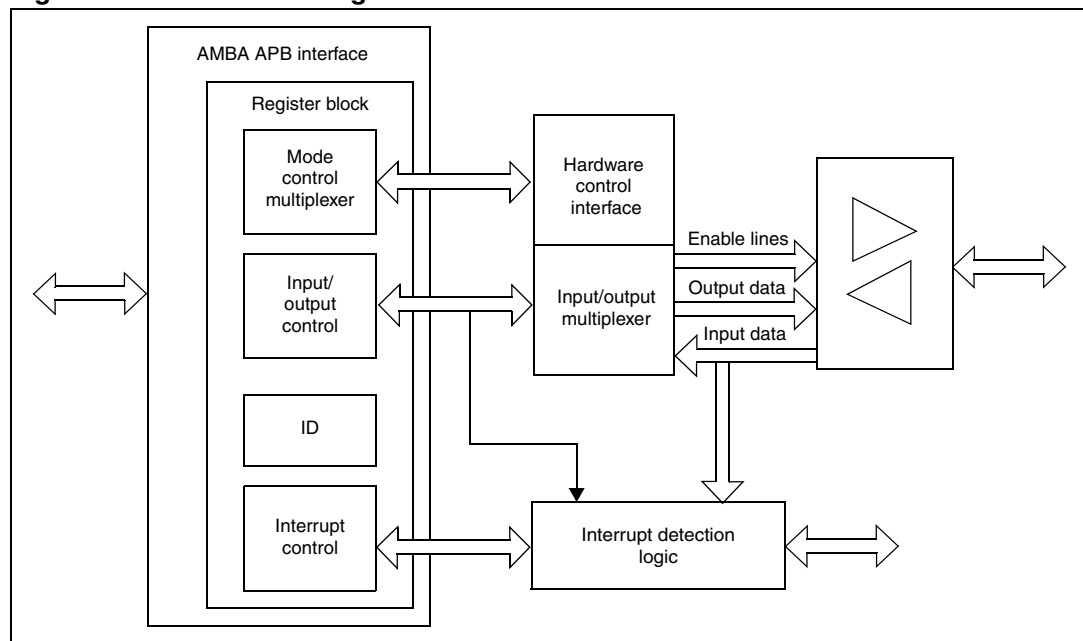 AMBA APB interface
Register block
Mode
control
multiplexer
Hardware
control
interface
Enable lines
Input/
output
control
Input/output
multiplexer
Output data
Input data
ID
Interrupt
control
Interrupt detection
logic